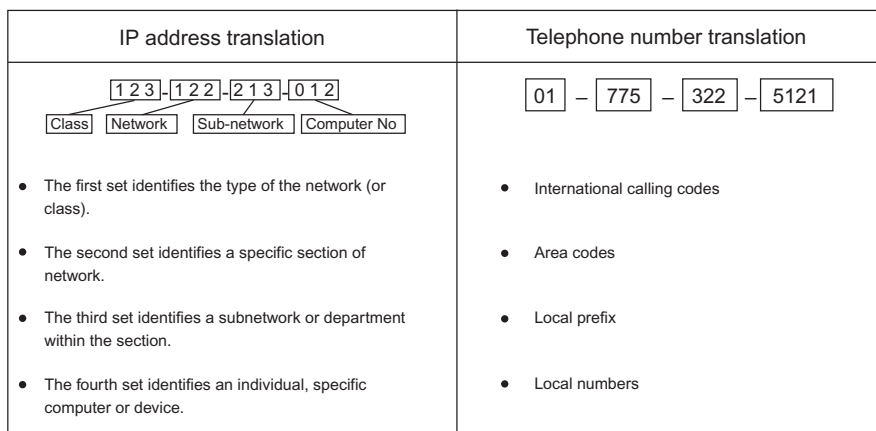 IP address translation
1 2 3 - 1 2 2 - 2 1 3 - 0 1 2
Class Network Sub-network Computer No
● The first set identifies the type of the network (or
class).
● The second set identifies a specific section of
network.
● The third set identifies a subnetwork or department
within the section.
● The fourth set identifies an individual, specific
computer or device.
Telephone number translation
01 – 775 – 322 – 5121
● International calling codes
● Area codes
● Local prefix
● Local numbers